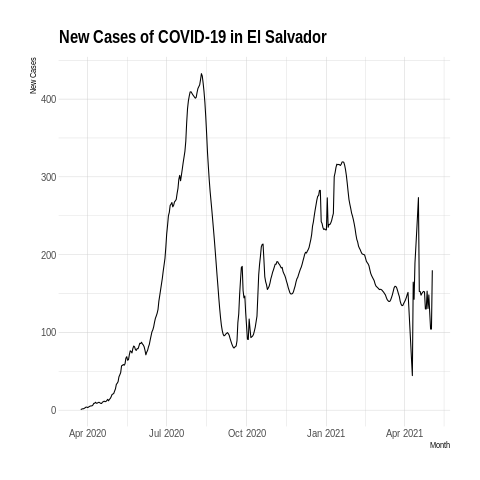 New Cases of COVID-19 in El Salvador
New Cases
400
300
200
100
0
Apr 2020 Jul 2020 Oct 2020 Jan 2021 Apr 2021
Month